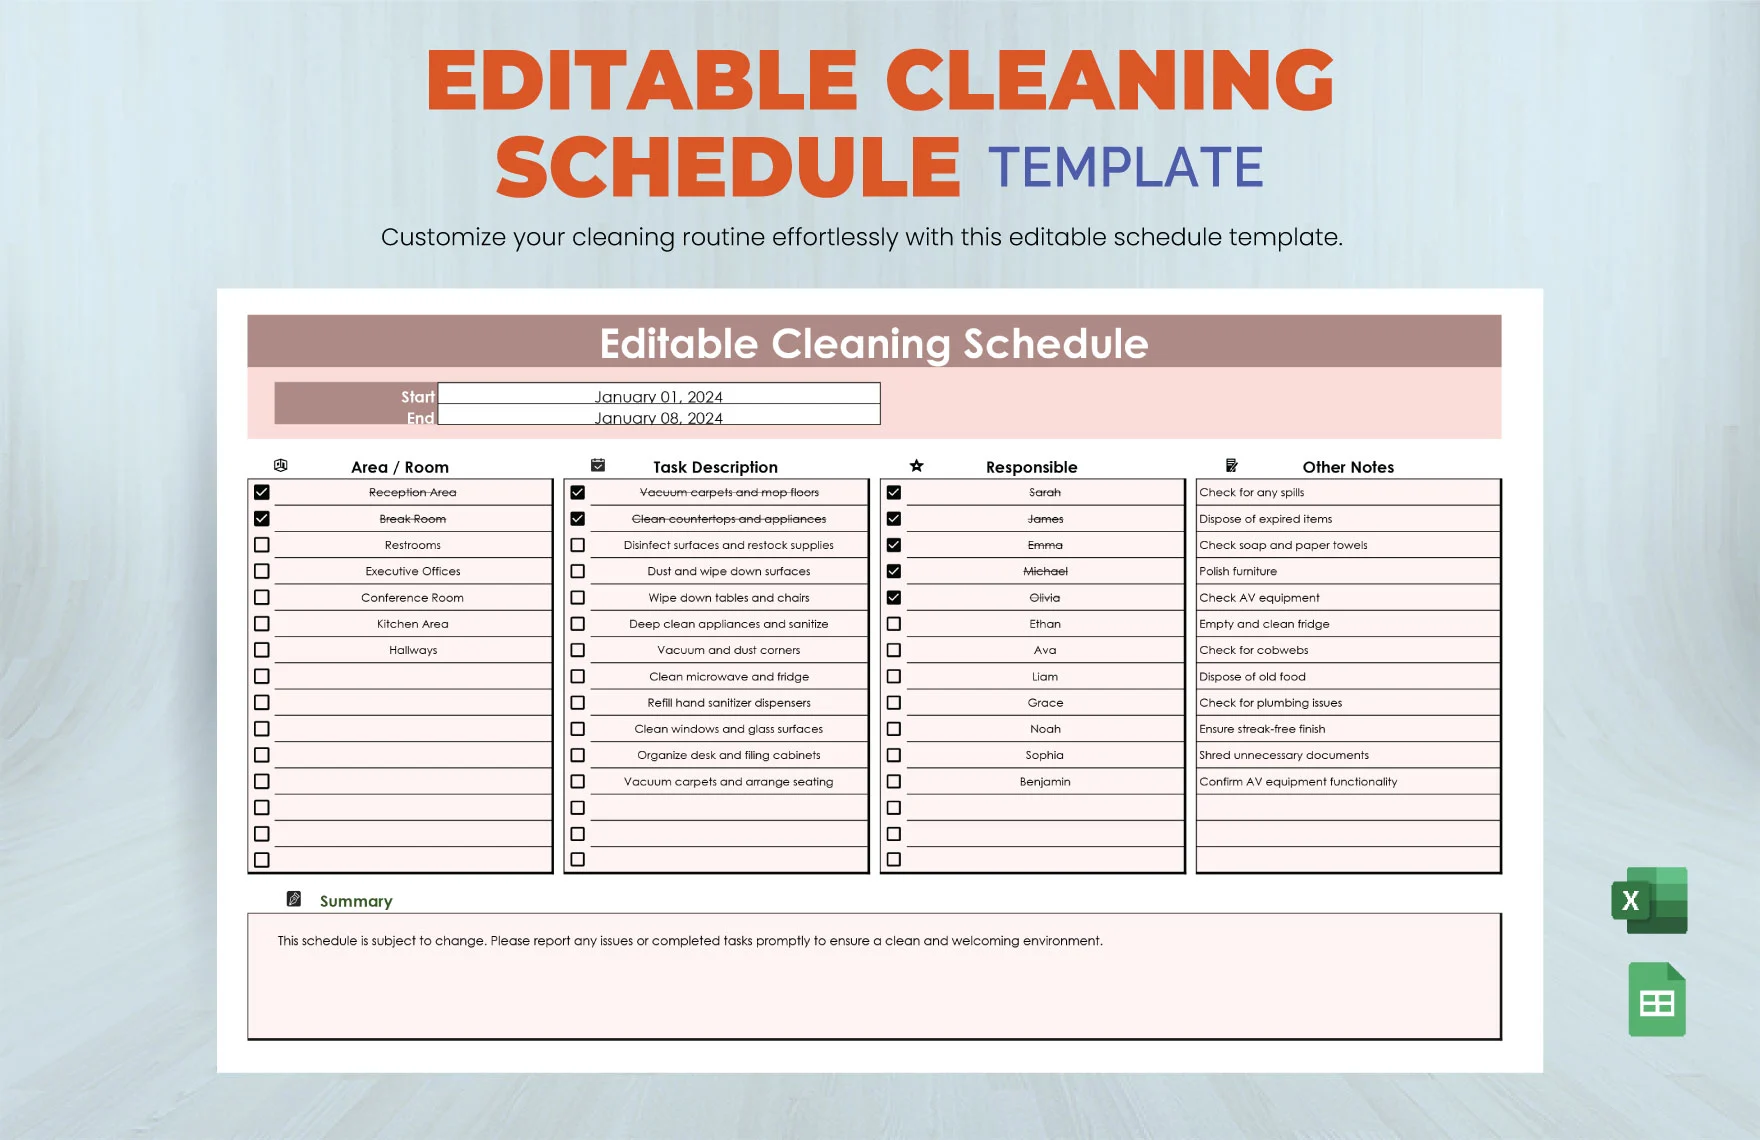 EDITABLE CLEANING
SCHEDULE TEMPLATE
Customize your cleaning routine effortlessly with this editable schedule template.
Editable Cleaning Schedule
Start January 01, 2024
End January 08, 2024
Area / Room Task Description Responsible Other Notes
Reception Area Vacuum carpets and mop floors Sarah Check for any spills
Break Room Clean countertops and appliances James Dispose of expired items
Restrooms Disinfect surfaces and restock supplies Emma Check soap and paper towels
Executive Offices Dust and wipe down surfaces Michael Polish furniture
Conference Room Wipe down tables and chairs Olivia Check AV equipment
Kitchen Area Deep clean appliances and sanitize Ethan Empty and clean fridge
Hallways Vacuum and dust corners Ava Check for cobwebs
Clean microwave and fridge Liam Dispose of old food
Refill hand sanitizer dispensers Grace Check for plumbing issues
Clean windows and glass surfaces Noah Ensure streak-free finish
Organize desk and filing cabinets Sophia Shred unnecessary documents
Vacuum carpets and arrange seating Benjamin Confirm AV equipment functionality
Summary
This schedule is subject to change. Please report any issues or completed tasks promptly to ensure a clean and welcoming environment.
X